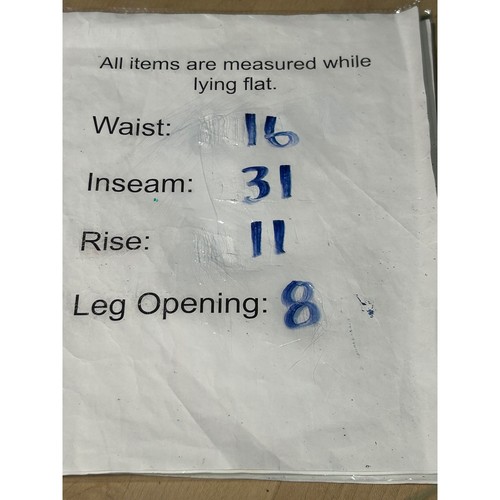 All items are measured while
lying flat.
Waist: 16
Inseam: 31
Rise: 11
Leg Opening: 8